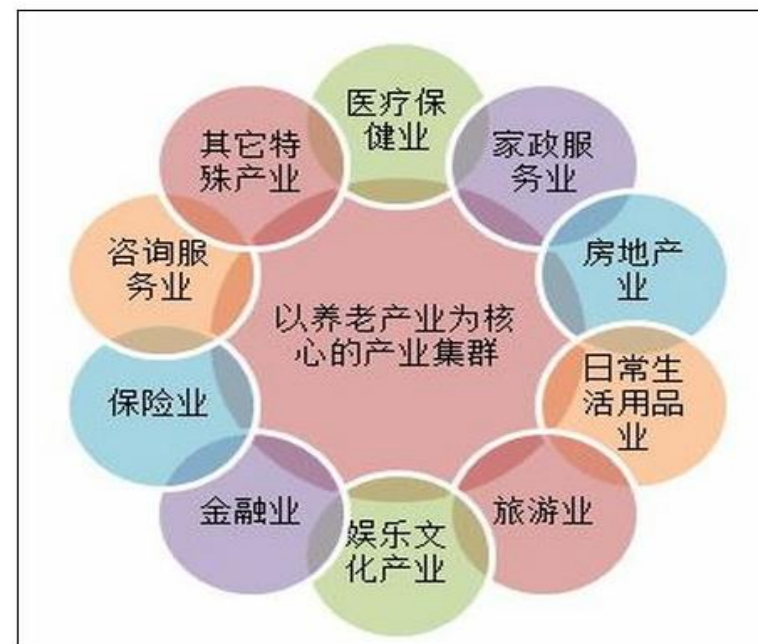 医疗保
健业
家政服
务业
房地产
业
日常生
活用品
业
旅游业
娱乐文
化产业
金融业
保险业
咨询服
务业
其它特
殊产业
以养老产业为核
心的产业集群